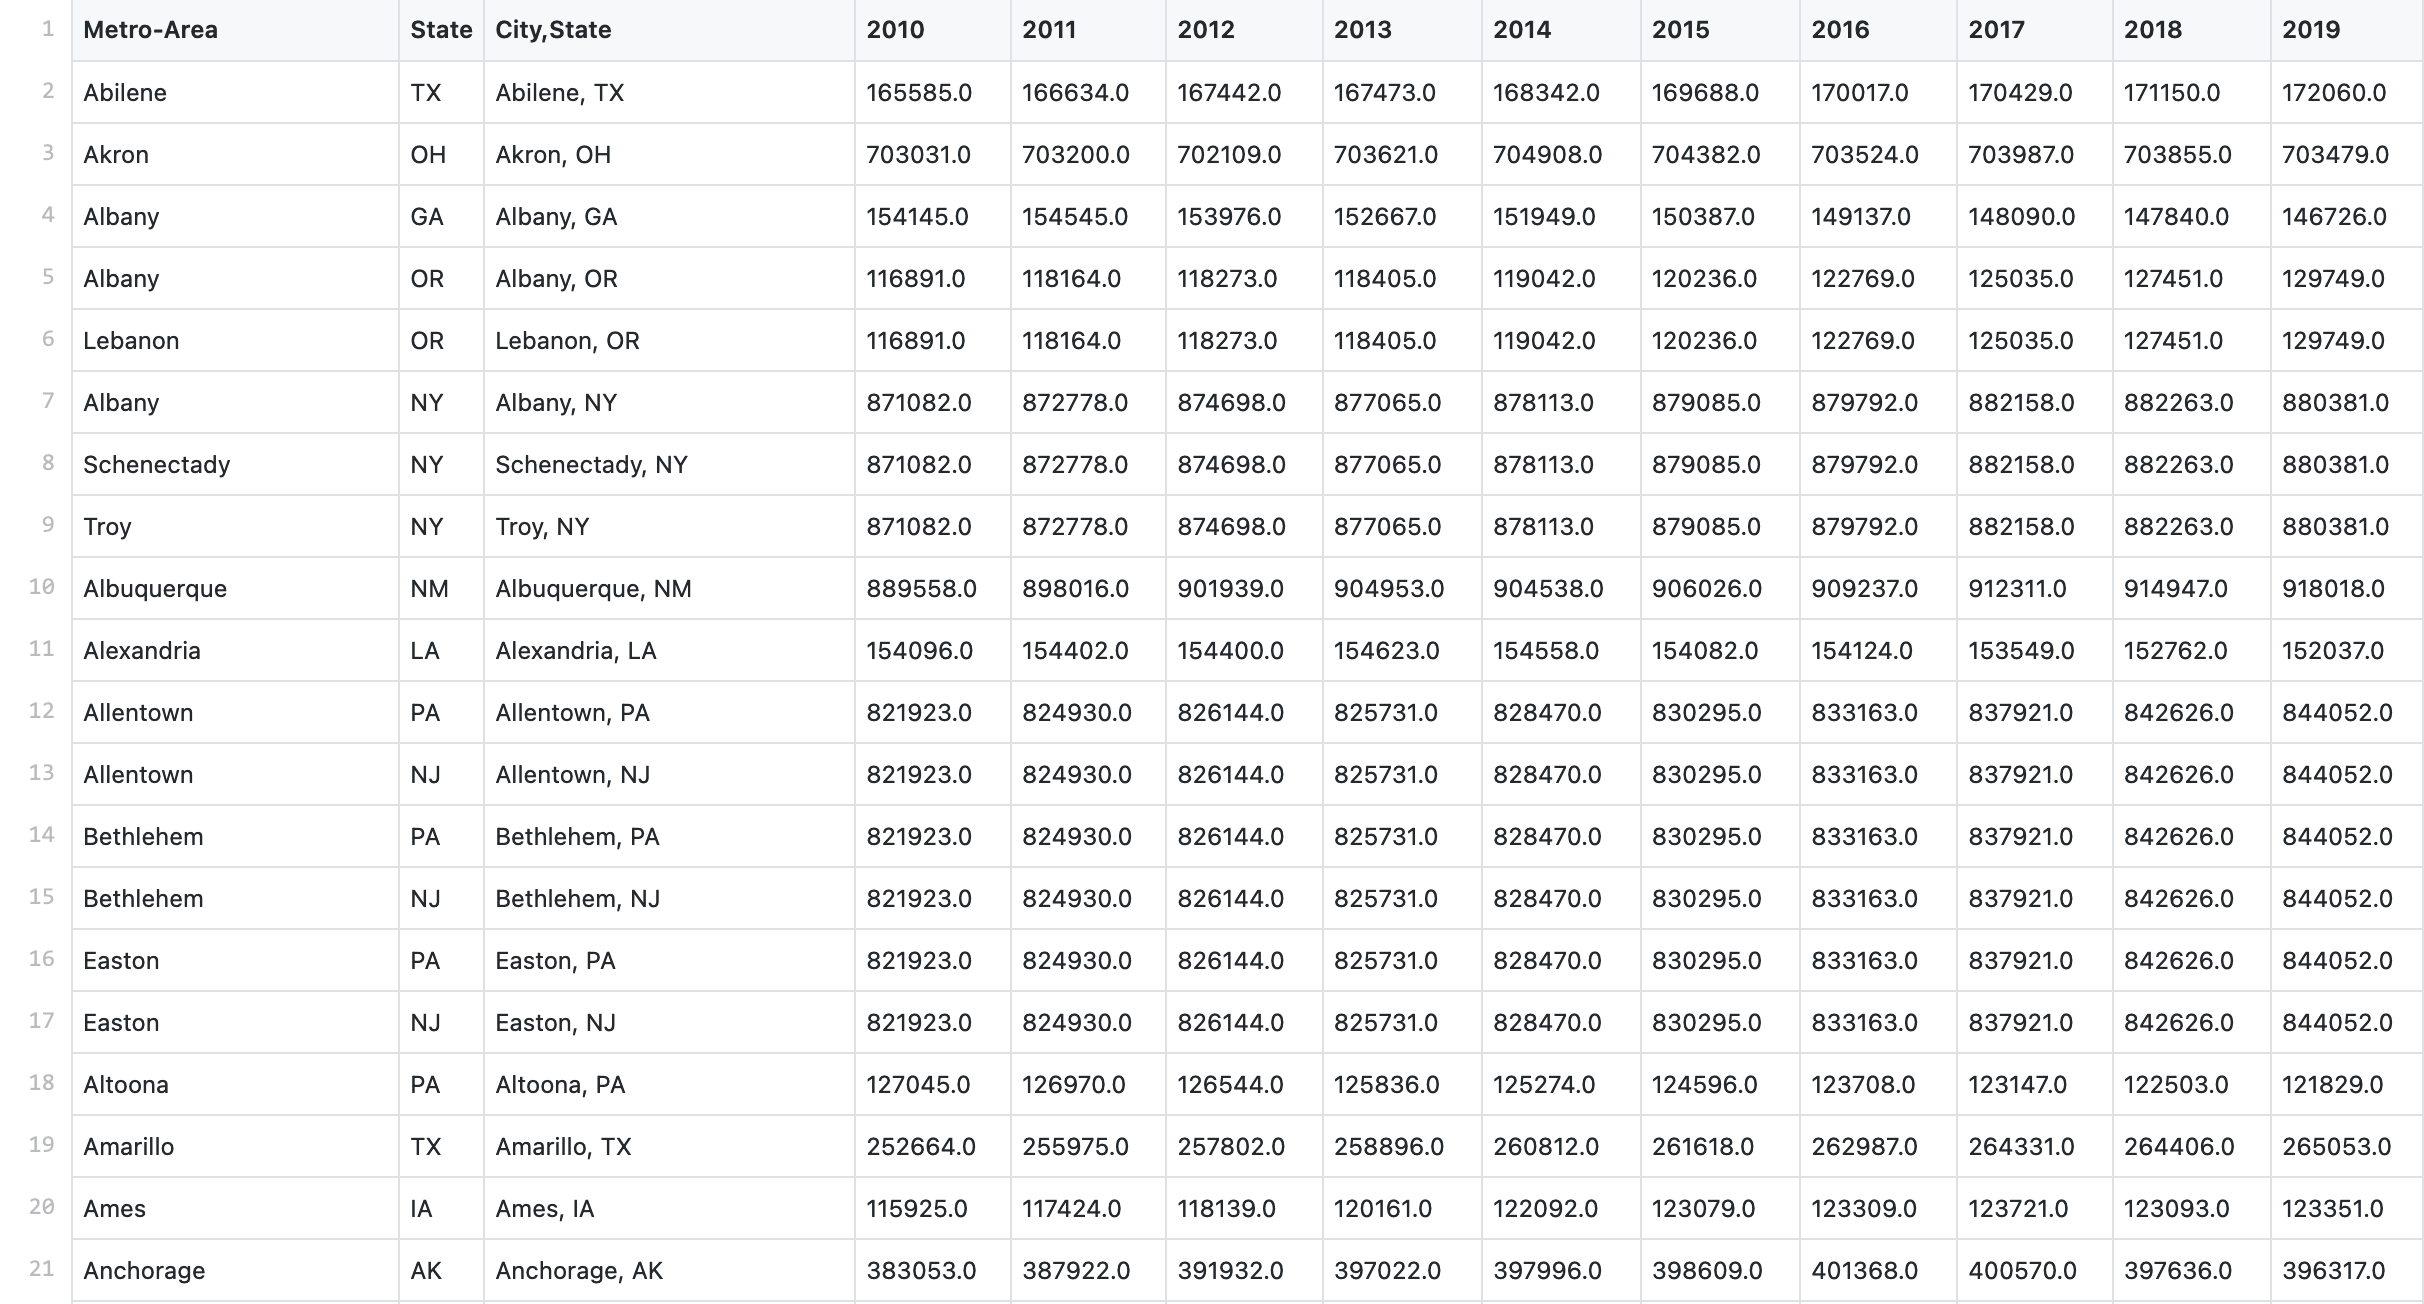 1 Metro-Area State City,State 2010 2011 2012 2013 2014 2015 2016 2017 2018 2019
2 Abilene TX Abilene, TX 165585.0 166634.0 167442.0 167473.0 168342.0 169688.0 170017.0 170429.0 171150.0 172060.0
3 Akron OH Akron, OH 703031.0 703200.0 702109.0 703621.0 704908.0 704382.0 703524.0 703987.0 703855.0 703479.0
4 Albany GA Albany, GA 154145.0 154545.0 153976.0 152667.0 151949.0 150387.0 149137.0 148090.0 147840.0 146726.0
5 Albany OR Albany, OR 116891.0 118164.0 118273.0 118405.0 119042.0 120236.0 122769.0 125035.0 127451.0 129749.0
6 Lebanon OR Lebanon, OR 116891.0 118164.0 118273.0 118405.0 119042.0 120236.0 122769.0 125035.0 127451.0 129749.0
7 Albany NY Albany, NY 871082.0 872778.0 874698.0 877065.0 878113.0 879085.0 879792.0 882158.0 882263.0 880381.0
8 Schenectady NY Schenectady, NY 871082.0 872778.0 874698.0 877065.0 878113.0 879085.0 879792.0 882158.0 882263.0 880381.0
9 Troy NY Troy, NY 871082.0 872778.0 874698.0 877065.0 878113.0 879085.0 879792.0 882158.0 882263.0 880381.0
10 Albuquerque NM Albuquerque, NM 889558.0 898016.0 901939.0 904953.0 904538.0 906026.0 909237.0 912311.0 914947.0 918018.0
11 Alexandria LA Alexandria, LA 154096.0 154402.0 154400.0 154623.0 154558.0 154082.0 154124.0 153549.0 152762.0 152037.0
12 Allentown PA Allentown, PA 821923.0 824930.0 826144.0 825731.0 828470.0 830295.0 833163.0 837921.0 842626.0 844052.0
13 Allentown NJ Allentown, NJ 821923.0 824930.0 826144.0 825731.0 828470.0 830295.0 833163.0 837921.0 842626.0 844052.0
14 Bethlehem PA Bethlehem, PA 821923.0 824930.0 826144.0 825731.0 828470.0 830295.0 833163.0 837921.0 842626.0 844052.0
15 Bethlehem NJ Bethlehem, NJ 821923.0 824930.0 826144.0 825731.0 828470.0 830295.0 833163.0 837921.0 842626.0 844052.0
16 Easton PA Easton, PA 821923.0 824930.0 826144.0 825731.0 828470.0 830295.0 833163.0 837921.0 842626.0 844052.0
17 Easton NJ Easton, NJ 821923.0 824930.0 826144.0 825731.0 828470.0 830295.0 833163.0 837921.0 842626.0 844052.0
18 Altoona PA Altoona, PA 127045.0 126970.0 126544.0 125836.0 125274.0 124596.0 123708.0 123147.0 122503.0 121829.0
19 Amarillo TX Amarillo, TX 252664.0 255975.0 257802.0 258896.0 260812.0 261618.0 262987.0 264331.0 264406.0 265053.0
20 Ames IA Ames, IA 115925.0 117424.0 118139.0 120161.0 122092.0 123079.0 123309.0 123721.0 123093.0 123351.0
21 Anchorage AK Anchorage, AK 383053.0 387922.0 391932.0 397022.0 397996.0 398609.0 401368.0 400570.0 397636.0 396317.0